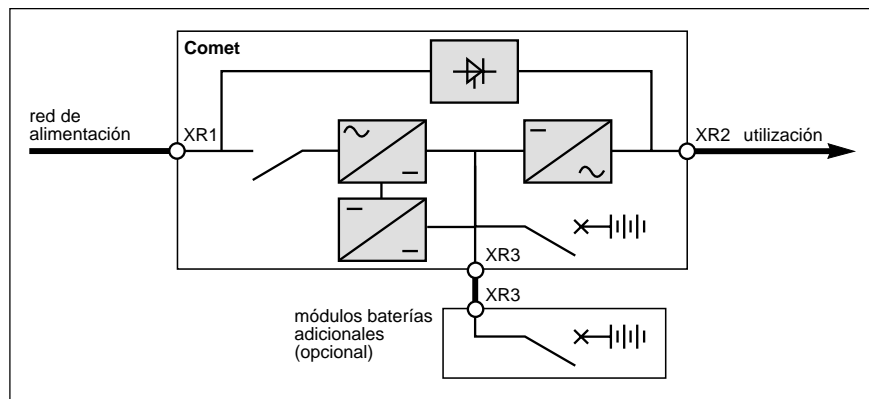 Comet
red de
alimentación
XR1
XR2
utilización
XR3
XR3
módulos baterías
adicionales
(opcional)